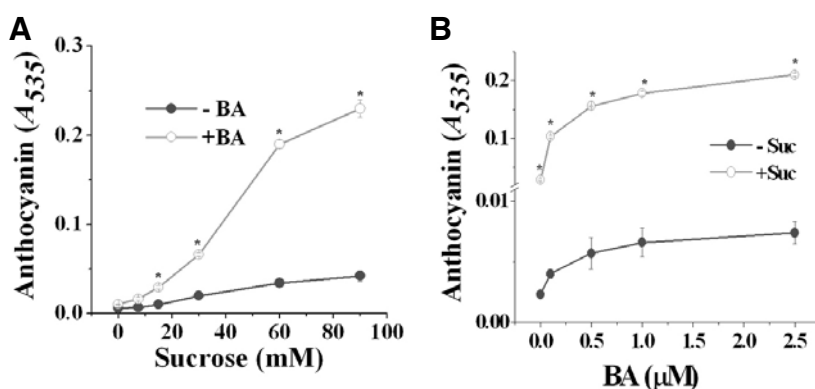 A
Anthocyanin (A535)
0.3
0.2
0.1
0.0
- BA
+BA
*
*
*
*
0 20 40 60 80 100
Sucrose (mM)
B
Anthocyanin (A535)
0.2
0.1
0.01
0.00
*
*
*
*
*
- Suc
+Suc
0.0 0.5 1.0 1.5 2.0 2.5
BA (µM)